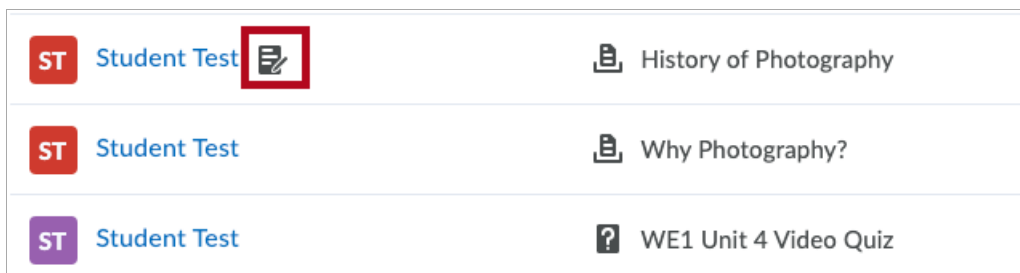 ST Student Test History of Photography
ST Student Test Why Photography?
ST Student Test WE1 Unit 4 Video Quiz